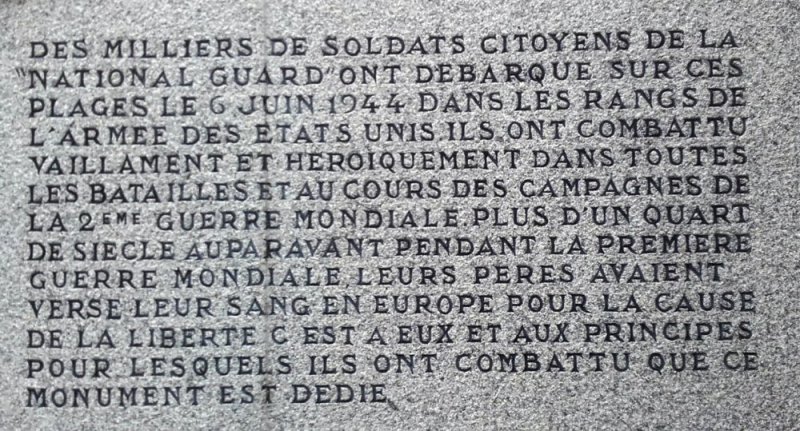 DES MILLIERS DE SOLDATS CITOYENS DE LA
"NATIONAL GUARD" ONT DEBARQUE SUR CES
PLAGES LE 6 JUIN 1944 DANS LES RANGS DE
L'ARMEE DES ETATS UNIS. ILS ONT COMBATTU
VAILLAMENT ET HEROIQUEMENT DANS TOUTES
LES BATAILLES ET AU COURS DES CAMPAGNES DE
LA 2EME GUERRE MONDIALE. PLUS D'UN QUART
DE SIECLE AUPARAVANT PENDANT LA PREMIERE
GUERRE MONDIALE, LEURS PERES AVAIENT
VERSE LEUR SANG EN EUROPE POUR LA CAUSE
DE LA LIBERTE C EST A EUX ET AUX PRINCIPES
POUR LESQUELS ILS ONT COMBATTU QUE CE
MONUMENT EST DEDIE.